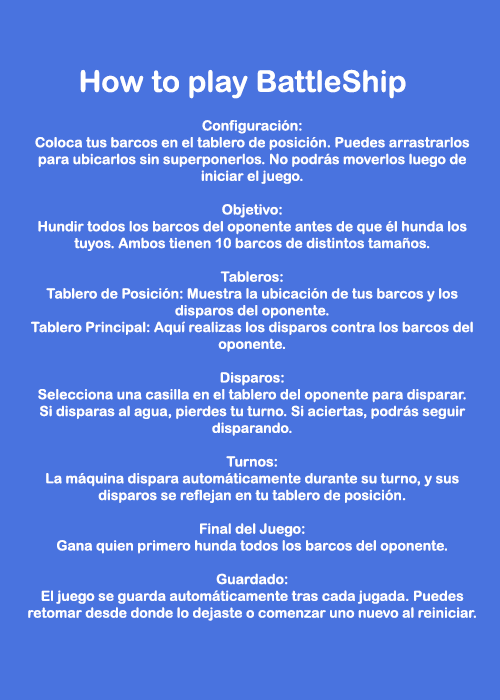 How to play BattleShip
Configuración:
Coloca tus barcos en el tablero de posición. Puedes arrastrarlos
para ubicarlos sin superponerlos. No podrás moverlos luego de
iniciar el juego.
Objetivo:
Hundir todos los barcos del oponente antes de que él hunda los
tuyos. Ambos tienen 10 barcos de distintos tamaños.
Tableros:
Tablero de Posición: Muestra la ubicación de tus barcos y los
disparos del oponente.
Tablero Principal: Aquí realizas los disparos contra los barcos del
oponente.
Disparos:
Selecciona una casilla en el tablero del oponente para disparar.
Si disparas al agua, pierdes tu turno. Si aciertas, podrás seguir
disparando.
Turnos:
La máquina dispara automáticamente durante su turno, y sus
disparos se reflejan en tu tablero de posición.
Final del Juego:
Gana quien primero hunda todos los barcos del oponente.
Guardado:
El juego se guarda automáticamente tras cada jugada. Puedes
retomar desde donde lo dejaste o comenzar uno nuevo al reiniciar.